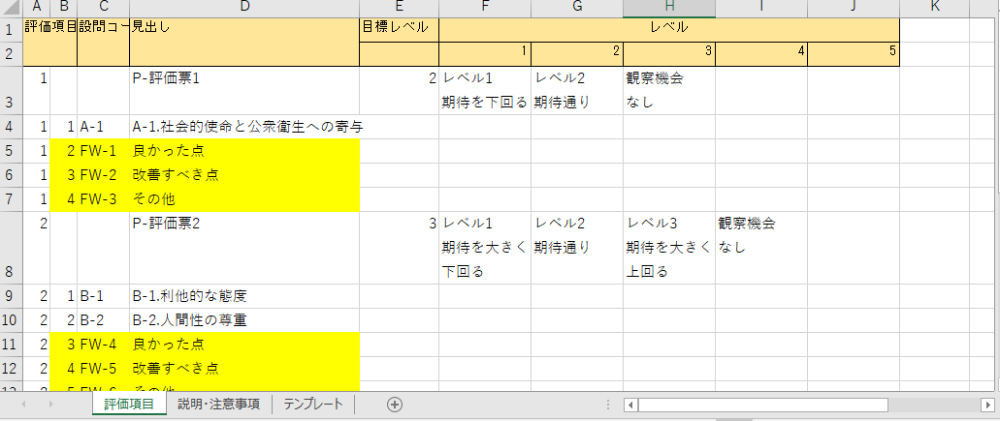 A B C D E F G H I J K
1 評価項目 設問コー 見出し 目標レベル レベル
2 1 2 3 4 5
3 1 P-評価票1 2 レベル1 レベル2 観察機会
期待を下回る 期待通り なし
4 1 1 A-1 A-1.社会的使命と公衆衛生への寄与
5 1 2 FW-1 良かった点
6 1 3 FW-2 改善すべき点
7 1 4 FW-3 その他
8 2 P-評価票2 3 レベル1 レベル2 レベル3 観察機会
期待を大きく 期待通り 期待を大きく なし
下回る 上回る
9 2 1 B-1 B-1.利他的な態度
10 2 2 B-2 B-2.人間性の尊重
11 2 3 FW-4 良かった点
12 2 4 FW-5 改善すべき点
評価項目 説明・注意事項 テンプレート